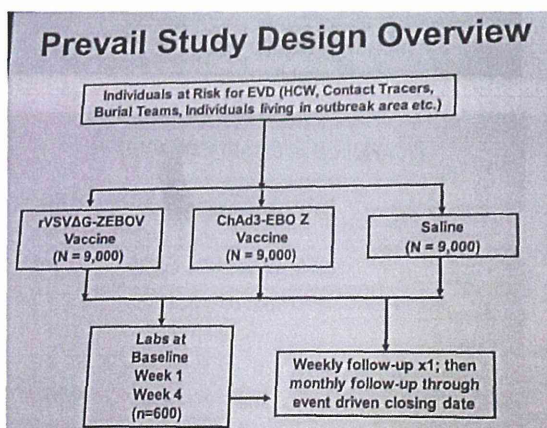 Prevail Study Design Overview
Individuals at Risk for EVD (HCW, Contact Tracers,
Burial Teams, Individuals living in outbreak area etc.)
rVSVΔG-ZEBOV
Vaccine
(N = 9,000)
ChAd3-EBO Z
Vaccine
(N = 9,000)
Saline
(N = 9,000)
Labs at
Baseline
Week 1
Week 4
(n=600)
Weekly follow-up x1; then
monthly follow-up through
event driven closing date